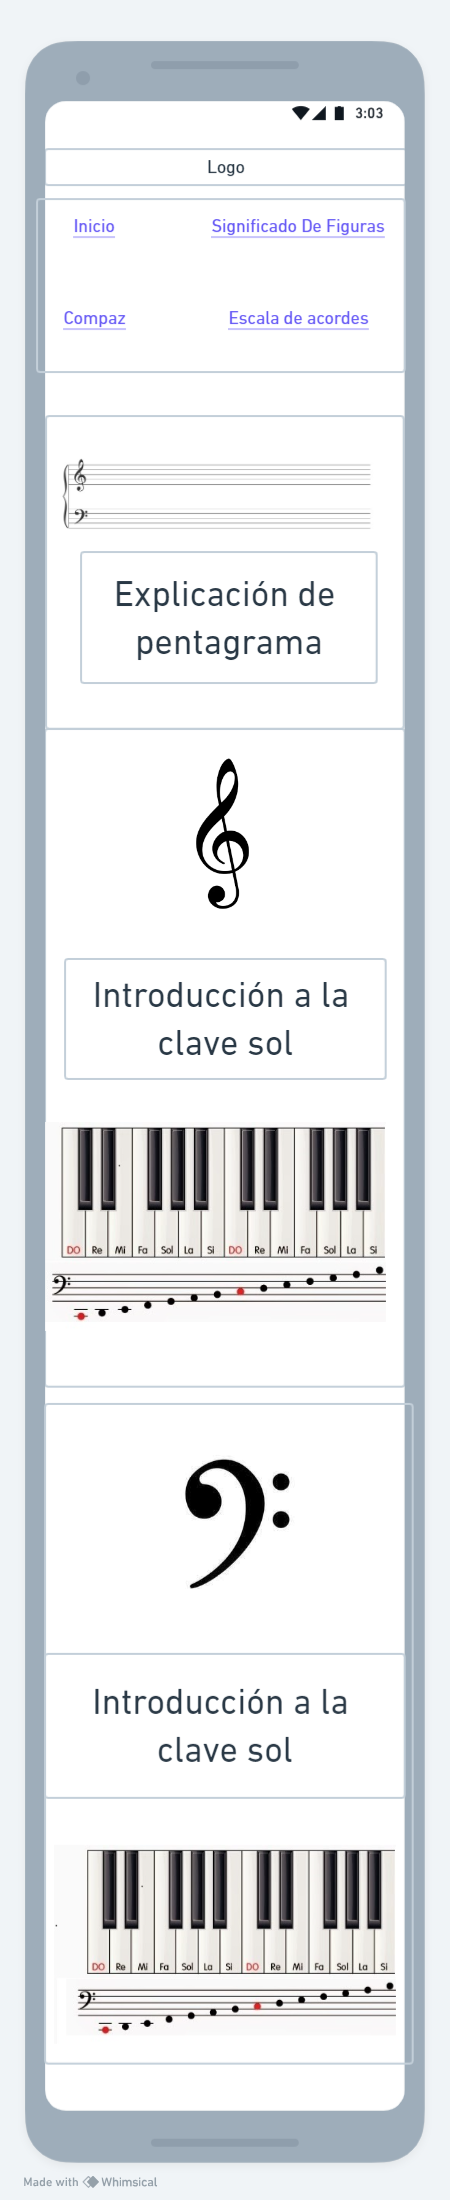 3:03
Logo
Inicio Significado De Figuras
Compaz Escala de acordes
Explicación de
pentagrama
Introducción a la
clave sol
DO Re Mi Fa Sol La Si DO Re Mi Fa Sol La Si
Introducción a la
clave sol
DO Re Mi Fa Sol La Si DO Re Mi Fa Sol La Si
Made with Whimsical